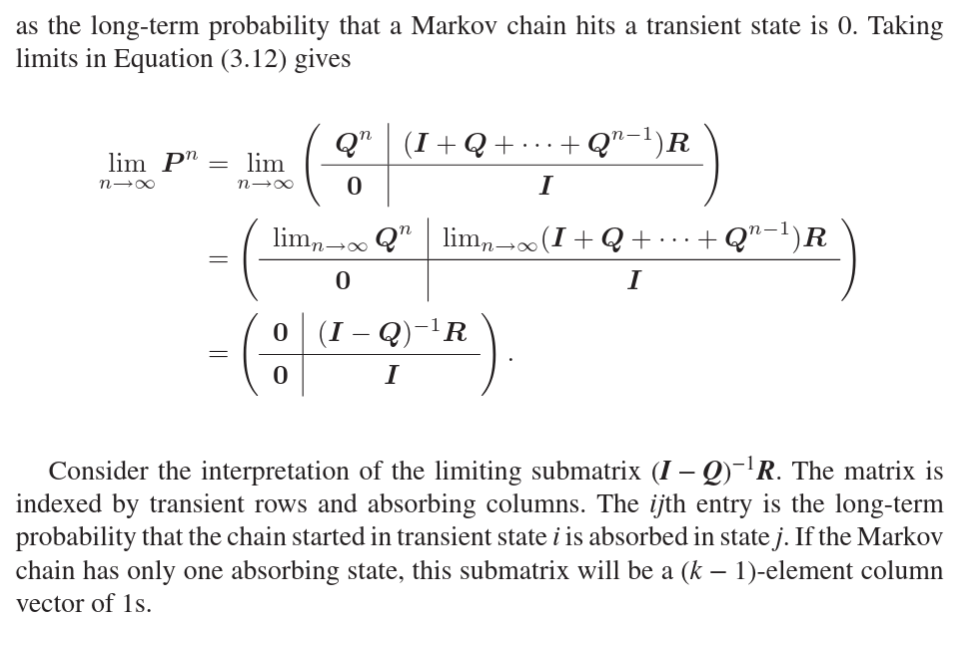 as the long-term probability that a Markov chain hits a transient state is 0. Taking
limits in Equation (3.12) gives
$$\lim_{n\to\infty} \boldsymbol{P}^n = \lim_{n\to\infty} \left(\begin{array}{c|c} \boldsymbol{Q}^n & (\boldsymbol{I}+\boldsymbol{Q}+\cdots+\boldsymbol{Q}^{n-1})\boldsymbol{R} \\ \hline \boldsymbol{0} & \boldsymbol{I} \end{array}\right)$$
$$= \left(\begin{array}{c|c} \lim_{n\to\infty} \boldsymbol{Q}^n & \lim_{n\to\infty}(\boldsymbol{I}+\boldsymbol{Q}+\cdots+\boldsymbol{Q}^{n-1})\boldsymbol{R} \\ \hline \boldsymbol{0} & \boldsymbol{I} \end{array}\right)$$
$$= \left(\begin{array}{c|c} \boldsymbol{0} & (\boldsymbol{I}-\boldsymbol{Q})^{-1}\boldsymbol{R} \\ \hline \boldsymbol{0} & \boldsymbol{I} \end{array}\right).$$
Consider the interpretation of the limiting submatrix $(\boldsymbol{I}-\boldsymbol{Q})^{-1}\boldsymbol{R}$. The matrix is
indexed by transient rows and absorbing columns. The $ij$th entry is the long-term
probability that the chain started in transient state $i$ is absorbed in state $j$. If the Markov
chain has only one absorbing state, this submatrix will be a $(k-1)$-element column
vector of 1s.